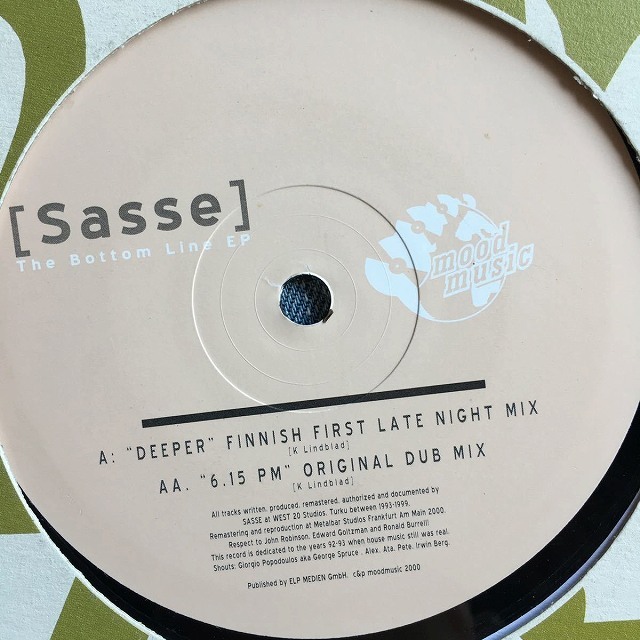 [Sasse]
The Bottom Line EP
mood
music
A: "DEEPER" FINNISH FIRST LATE NIGHT MIX
[K Lindblad]
AA. "6.15 PM" ORIGINAL DUB MIX
[K Lindblad]
All tracks written, produced, remastered, authorized and documented by
SASSE at WEST 20 Studios, Turku between 1993-1999.
Remastering and reproduction at Metalbar Studios Frankfurt Am Main 2000.
Respect to John Robinson, Edward Goltzman and Ronald Burrell!
This record is dedicated to the years 92-93 when house music still was real.
Shouts: Giorgio Popodoulos aka George Spruce . Alex. Ata. Pete. Irwin Berg.
Published by ELP MEDIEN GmbH. c&p moodmusic 2000